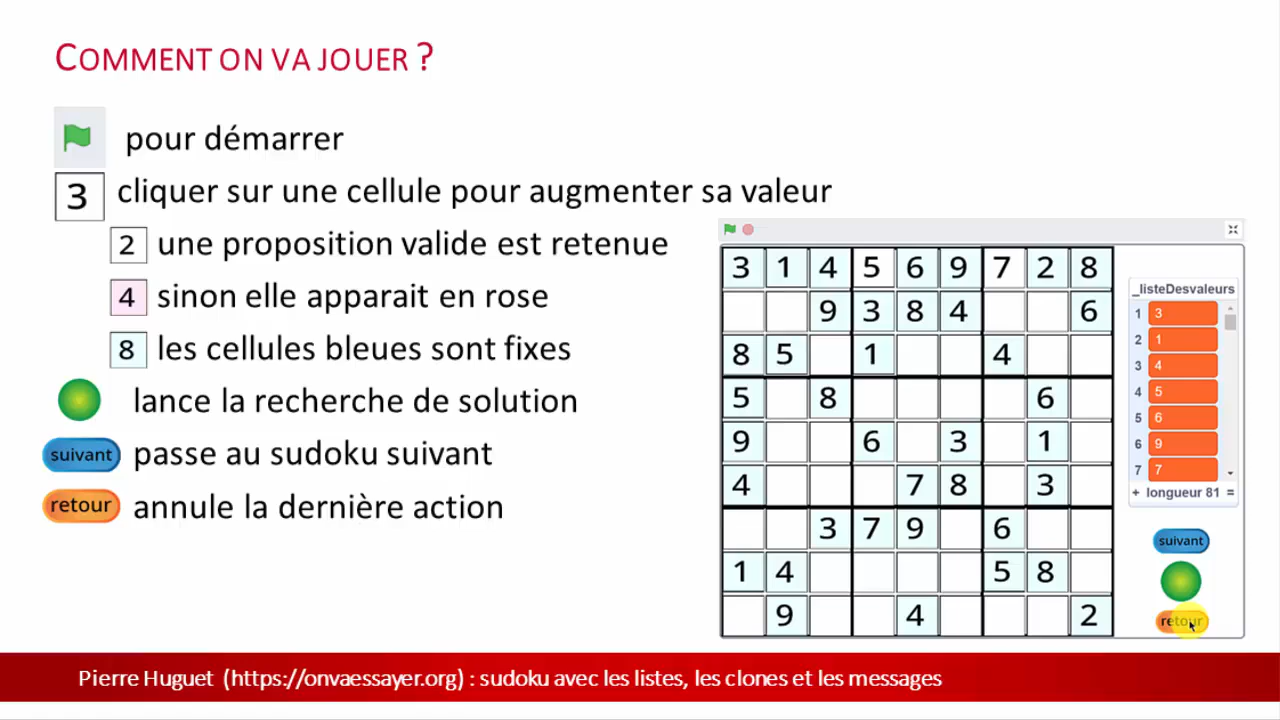 COMMENT ON VA JOUER ?
pour démarrer
3 cliquer sur une cellule pour augmenter sa valeur
2 une proposition valide est retenue
4 sinon elle apparait en rose
8 les cellules bleues sont fixes
lance la recherche de solution
suivant passe au sudoku suivant
retour annule la dernière action
3 1 4 5 6 9 7 2 8
9 3 8 4 6
8 5 1 4
5 8 6
9 6 3 1
4 7 8 3
3 7 9 6
1 4 5 8
9 4 2
_listeDesvaleurs
1 3
2 1
3 4
4 5
5 6
6 9
7 7
+ longueur 81 =
suivant
retour
Pierre Huguet (https://onvaessayer.org) : sudoku avec les listes, les clones et les messages